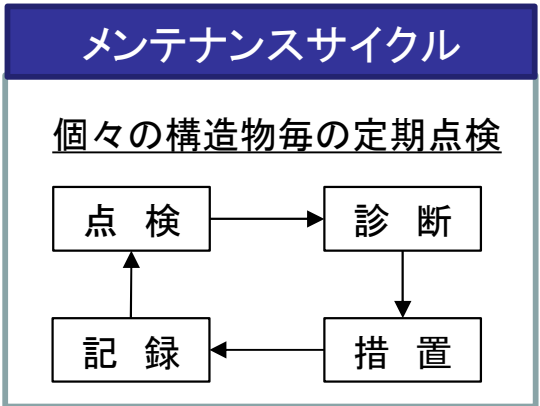 メンテナンスサイクル
個々の構造物毎の定期点検
点 検
診 断
記 録
措 置